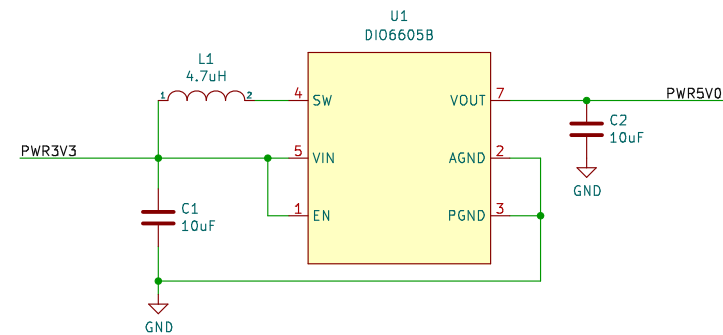 U1
DIO6605B
L1
4.7uH
1 2
4 SW VOUT 7
PWR5V0
C2
10uF
PWR3V3
5 VIN AGND 2
GND
C1
10uF
1 EN PGND 3
GND